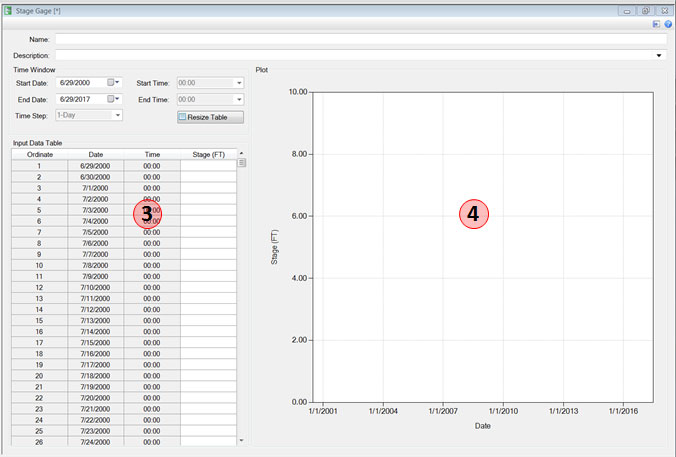 Stage Gage [*]
Name:
Description:
Time Window
Start Date: 6/29/2000 Start Time: 00:00
End Date: 6/29/2017 End Time: 00:00
Time Step: 1-Day Resize Table
Input Data Table
Ordinate Date Time Stage (FT)
1 6/29/2000 00:00
2 6/30/2000 00:00
3 7/1/2000 00:00
4 7/2/2000 00:00
5 7/3/2000
6 7/4/2000 00:00
7 7/5/2000 00:00
8 7/6/2000 00:00
9 7/7/2000 00:00
10 7/8/2000 00:00
11 7/9/2000 00:00
12 7/10/2000 00:00
13 7/11/2000 00:00
14 7/12/2000 00:00
15 7/13/2000 00:00
16 7/14/2000 00:00
17 7/15/2000 00:00
18 7/16/2000 00:00
19 7/17/2000 00:00
20 7/18/2000 00:00
21 7/19/2000 00:00
22 7/20/2000 00:00
23 7/21/2000 00:00
24 7/22/2000 00:00
25 7/23/2000 00:00
26 7/24/2000 00:00
3
Plot
10.00
8.00
6.00
4.00
2.00
0.00
Stage (FT)
4
1/1/2001 1/1/2004 1/1/2007 1/1/2010 1/1/2013 1/1/2016
Date